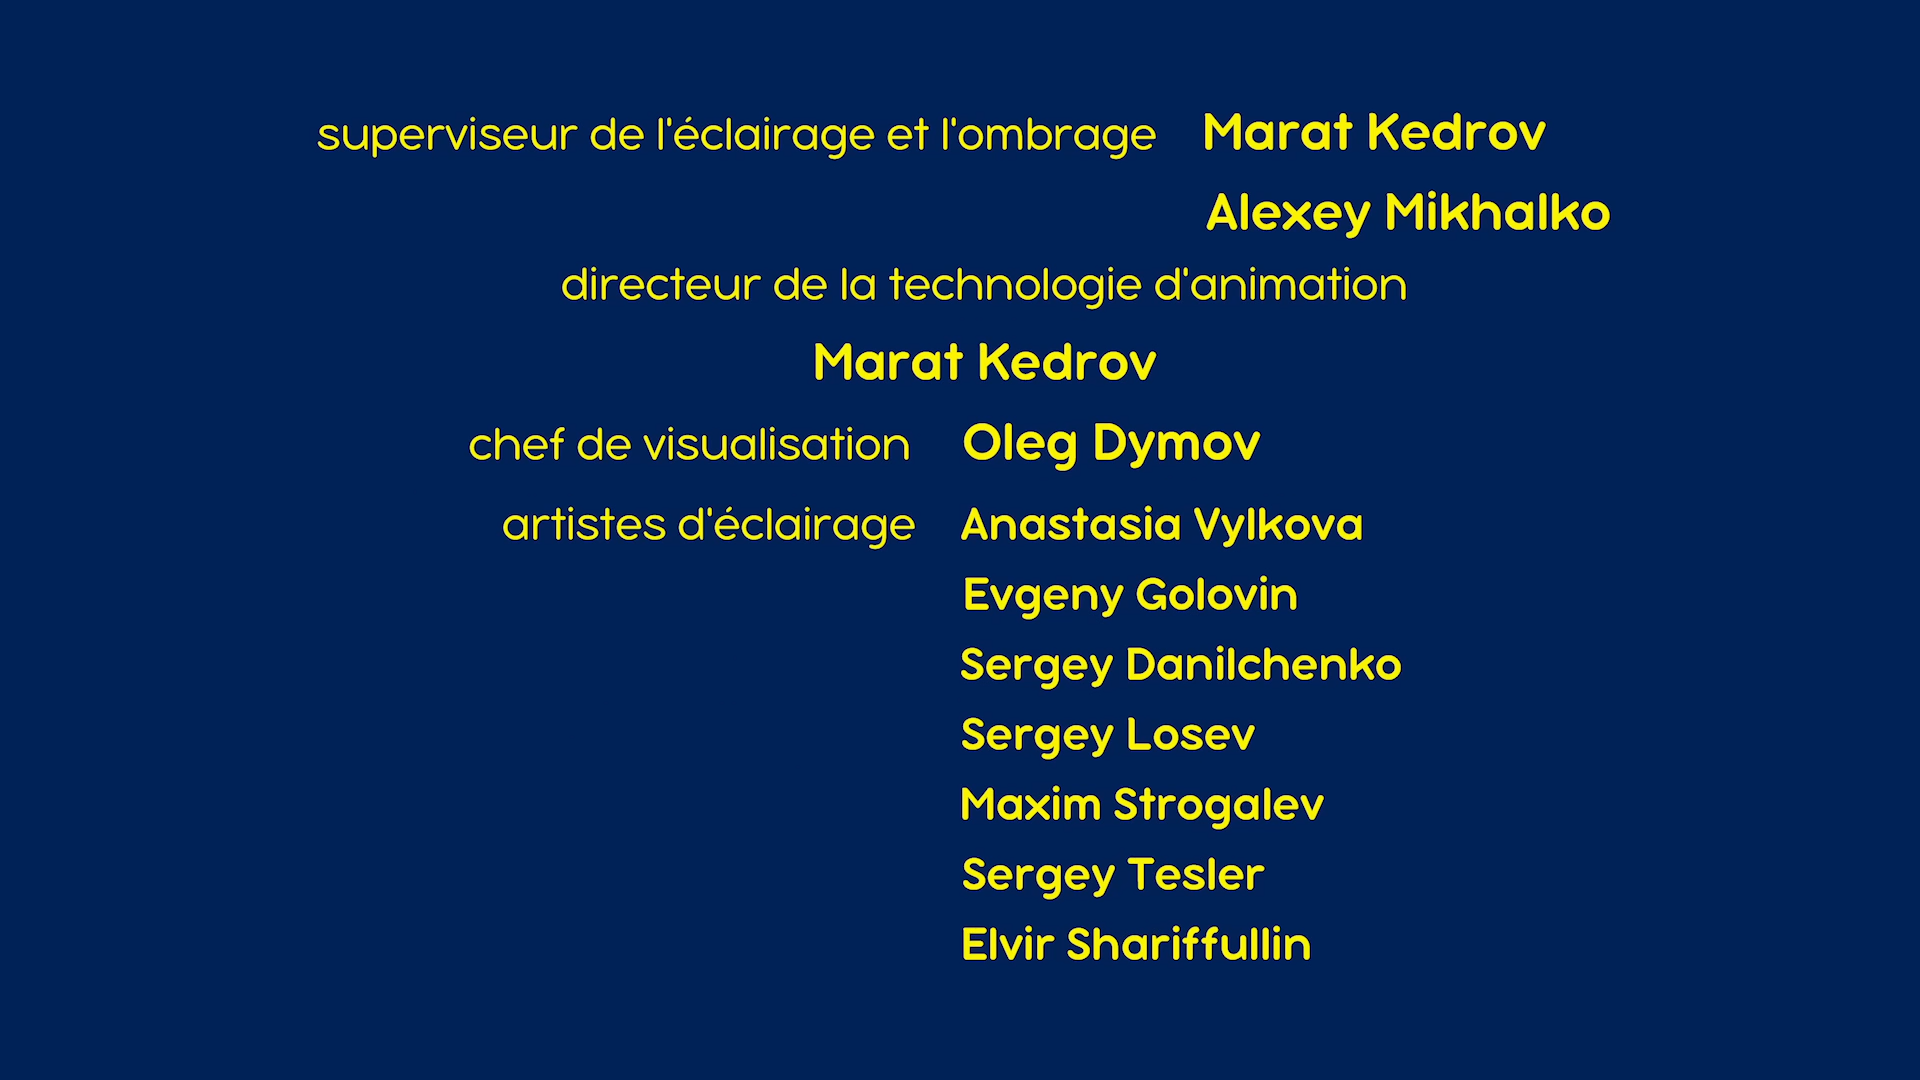 superviseur de l'éclairage et l'ombrage Marat Kedrov
Alexey Mikhalko
directeur de la technologie d'animation
Marat Kedrov
chef de visualisation Oleg Dymov
artistes d'éclairage Anastasia Vylkova
Evgeny Golovin
Sergey Danilchenko
Sergey Losev
Maxim Strogalev
Sergey Tesler
Elvir Shariffullin